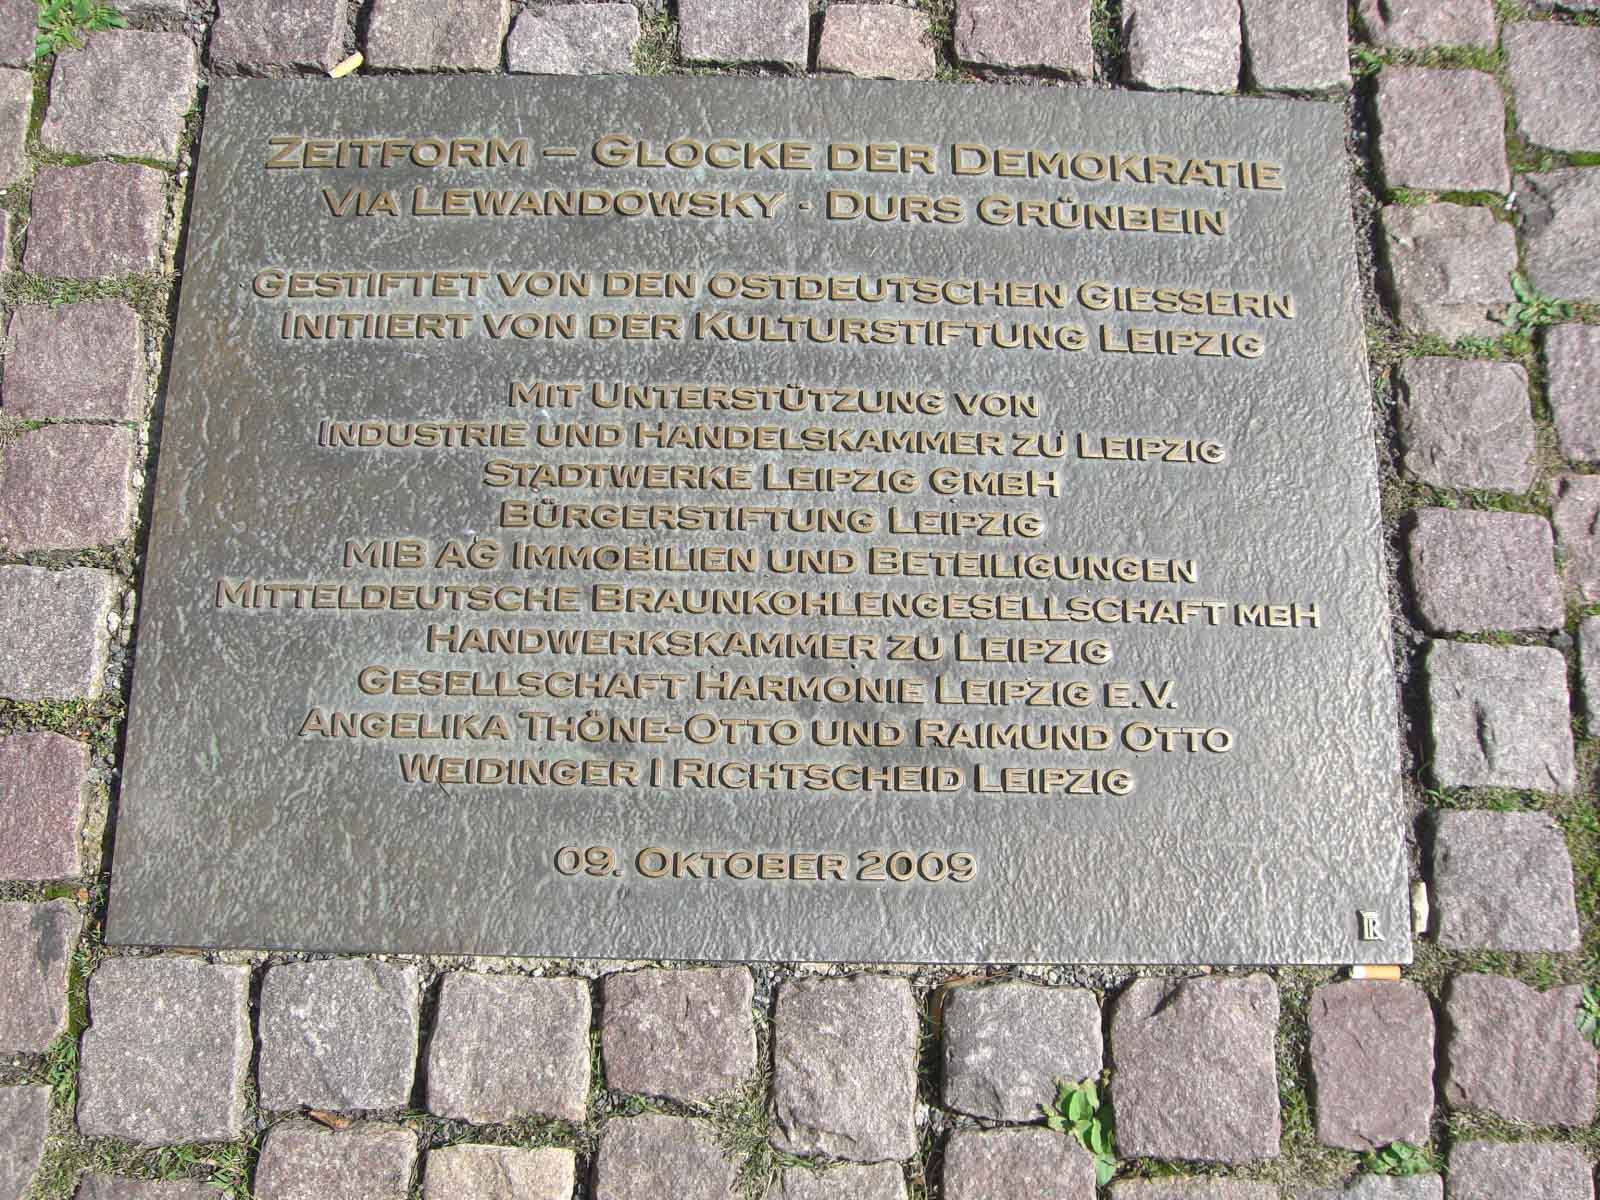 ZEITFORM – GLOCKE DER DEMOKRATIE
VIA LEWANDOWSKY · DURS GRÜNBEIN
GESTIFTET VON DEN OSTDEUTSCHEN GIESSERN
INITIIERT VON DER KULTURSTIFTUNG LEIPZIG
MIT UNTERSTÜTZUNG VON
INDUSTRIE UND HANDELSKAMMER ZU LEIPZIG
STADTWERKE LEIPZIG GMBH
BÜRGERSTIFTUNG LEIPZIG
MIB AG IMMOBILIEN UND BETEILIGUNGEN
MITTELDEUTSCHE BRAUNKOHLENGESELLSCHAFT MBH
HANDWERKSKAMMER ZU LEIPZIG
GESELLSCHAFT HARMONIE LEIPZIG E.V.
ANGELIKA THÖNE-OTTO UND RAIMUND OTTO
WEIDINGER I RICHTSCHEID LEIPZIG
09. OKTOBER 2009